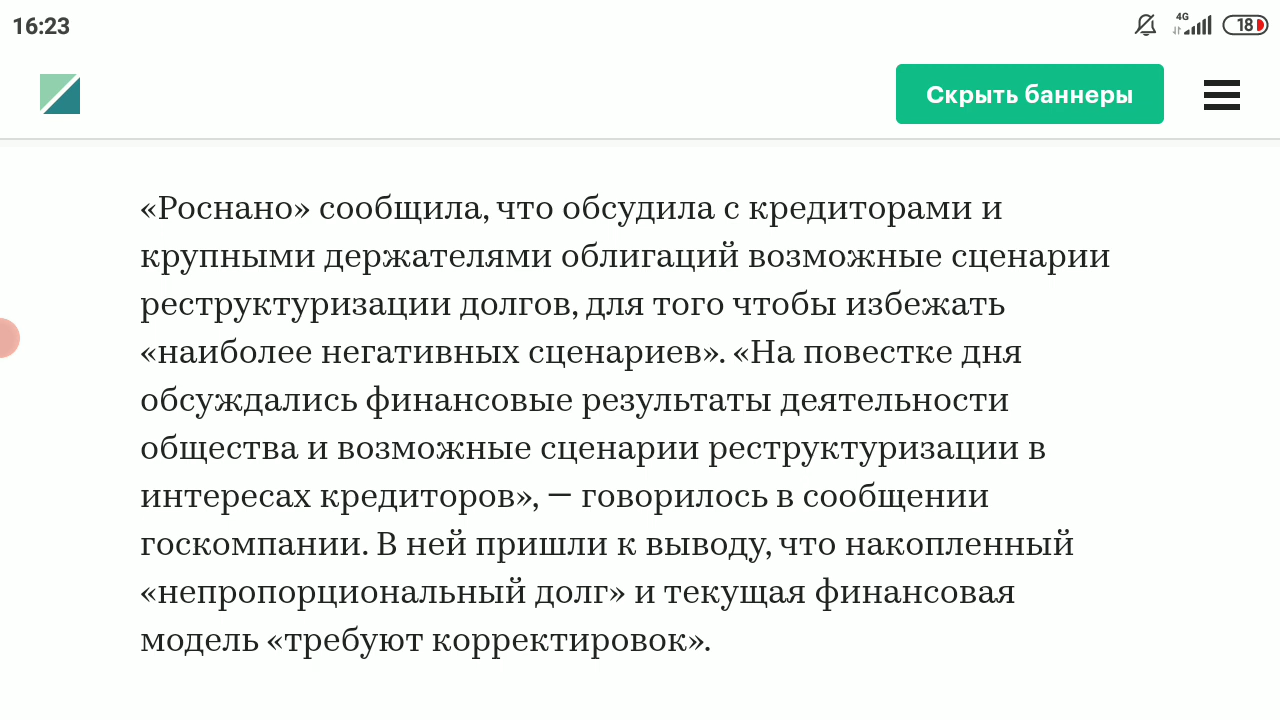 16:23
4G
18
Скрыть баннеры
«Роснано» сообщила, что обсудила с кредиторами и
крупными держателями облигаций возможные сценарии
реструктуризации долгов, для того чтобы избежать
«наиболее негативных сценариев». «На повестке дня
обсуждались финансовые результаты деятельности
общества и возможные сценарии реструктуризации в
интересах кредиторов», — говорилось в сообщении
госкомпании. В ней пришли к выводу, что накопленный
«непропорциональный долг» и текущая финансовая
модель «требуют корректировок».